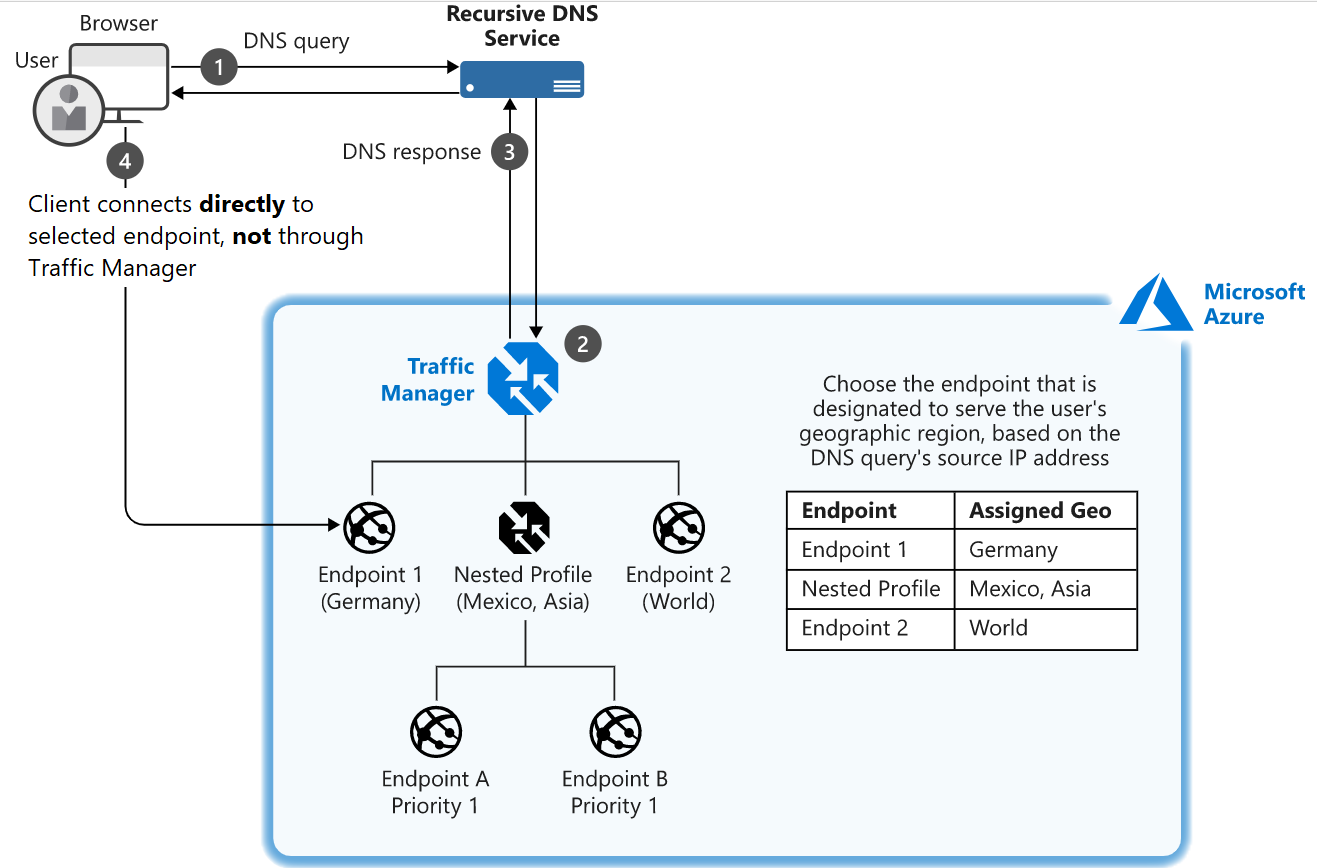 Browser
User
DNS query
1
Recursive DNS
Service
DNS response
3
4
Client connects directly to
selected endpoint, not through
Traffic Manager
Microsoft
Azure
2
Traffic
Manager
Choose the endpoint that is
designated to serve the user's
geographic region, based on the
DNS query's source IP address
Endpoint Assigned Geo
Endpoint 1 Germany
Nested Profile Mexico, Asia
Endpoint 2 World
Endpoint 1
(Germany)
Nested Profile
(Mexico, Asia)
Endpoint 2
(World)
Endpoint A
Priority 1
Endpoint B
Priority 1